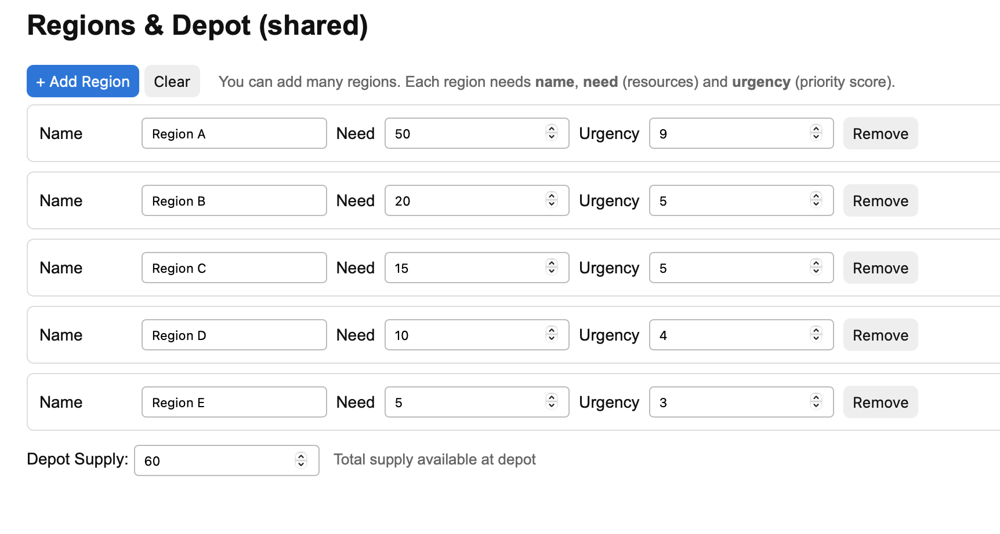 Regions & Depot (shared)
+ Add Region Clear You can add many regions. Each region needs name, need (resources) and urgency (priority score).
Name Region A Need 50 Urgency 9 Remove
Name Region B Need 20 Urgency 5 Remove
Name Region C Need 15 Urgency 5 Remove
Name Region D Need 10 Urgency 4 Remove
Name Region E Need 5 Urgency 3 Remove
Depot Supply: 60 Total supply available at depot